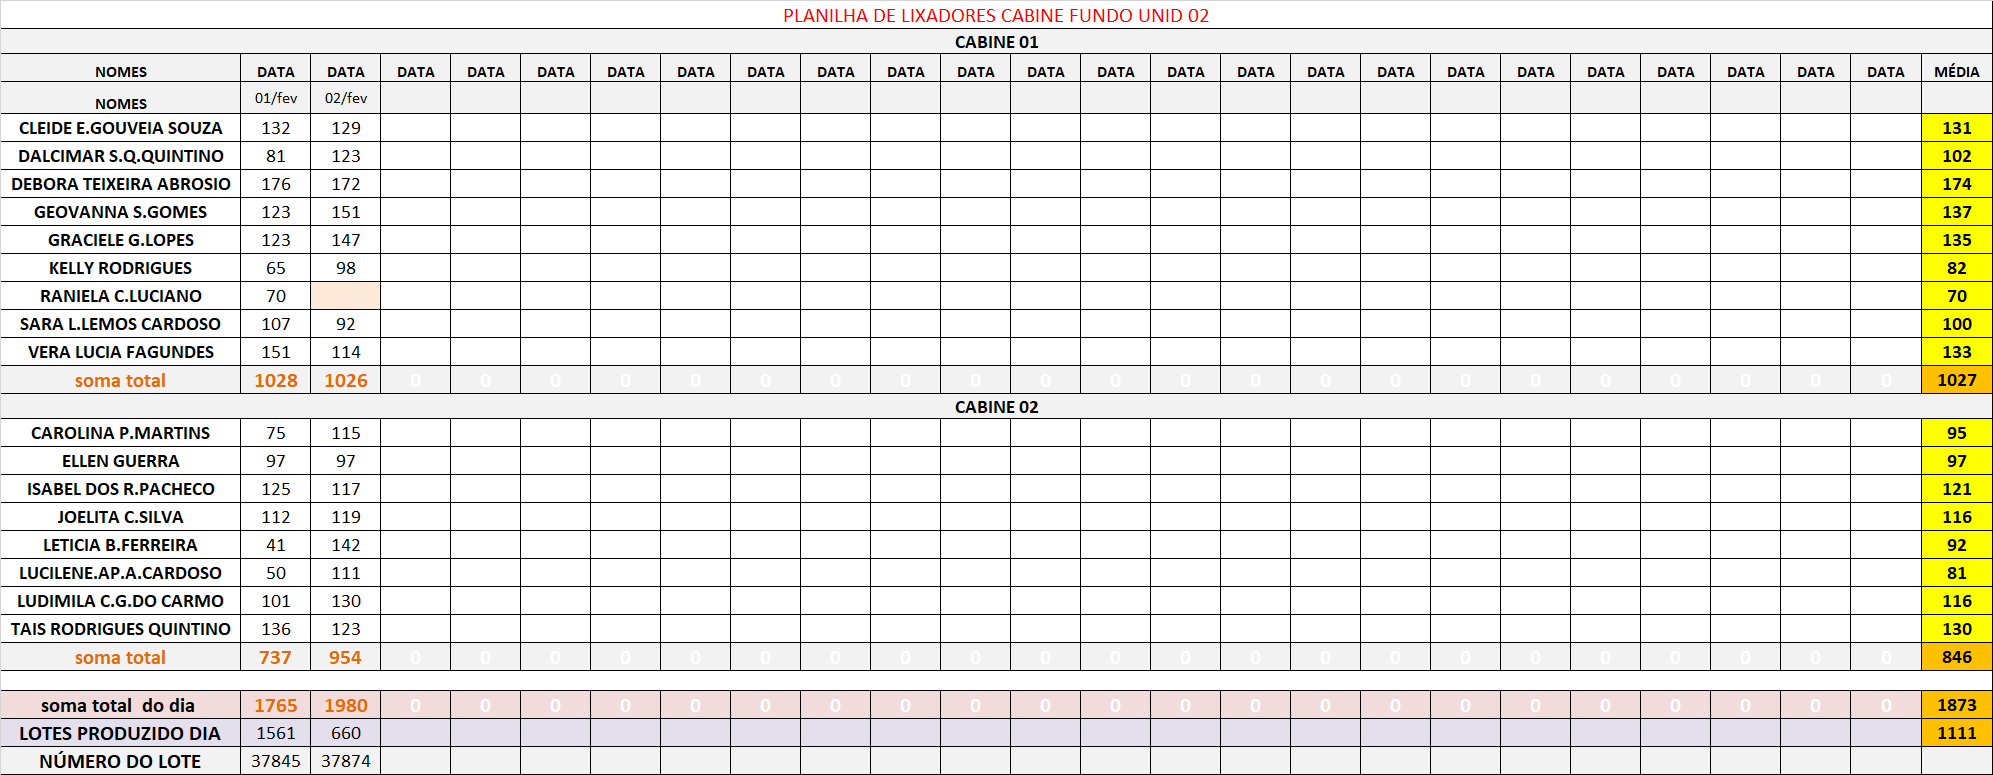 PLANILHA DE LIXADORES CABINE FUNDO UNID 02
CABINE 01
NOMES DATA DATA DATA DATA DATA DATA DATA DATA DATA DATA DATA DATA DATA DATA DATA DATA DATA DATA DATA DATA DATA DATA DATA DATA MÉDIA
NOMES 01/fev 02/fev
CLEIDE E.GOUVEIA SOUZA 132 129 131
DALCIMAR S.Q.QUINTINO 81 123 102
DEBORA TEIXEIRA ABROSIO 176 172 174
GEOVANNA S.GOMES 123 151 137
GRACIELE G.LOPES 123 147 135
KELLY RODRIGUES 65 98 82
RANIELA C.LUCIANO 70 70
SARA L.LEMOS CARDOSO 107 92 100
VERA LUCIA FAGUNDES 151 114 133
soma total 1028 1026 0 0 0 0 0 0 0 0 0 0 0 0 0 0 0 0 0 0 0 0 0 0 1027
CABINE 02
CAROLINA P.MARTINS 75 115 95
ELLEN GUERRA 97 97 97
ISABEL DOS R.PACHECO 125 117 121
JOELITA C.SILVA 112 119 116
LETICIA B.FERREIRA 41 142 92
LUCILENE.AP.A.CARDOSO 50 111 81
LUDIMILA C.G.DO CARMO 101 130 116
TAIS RODRIGUES QUINTINO 136 123 130
soma total 737 954 0 0 0 0 0 0 0 0 0 0 0 0 0 0 0 0 0 0 0 0 0 0 846
soma total do dia 1765 1980 0 0 0 0 0 0 0 0 0 0 0 0 0 0 0 0 0 0 0 0 0 0 1873
LOTES PRODUZIDO DIA 1561 660 1111
NÚMERO DO LOTE 37845 37874